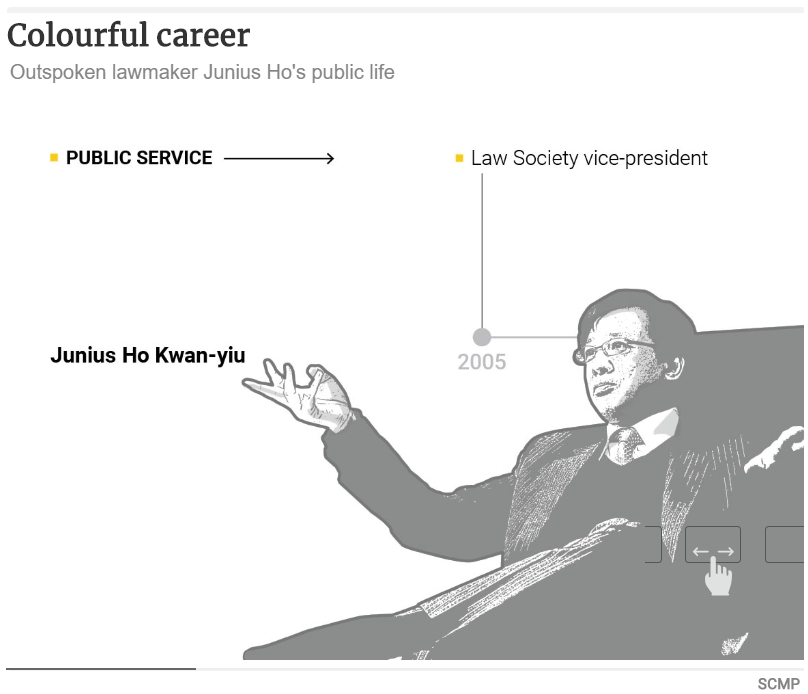 Colourful career
Outspoken lawmaker Junius Ho's public life
PUBLIC SERVICE
Law Society vice-president
Junius Ho Kwan-yiu
2005
SCMP